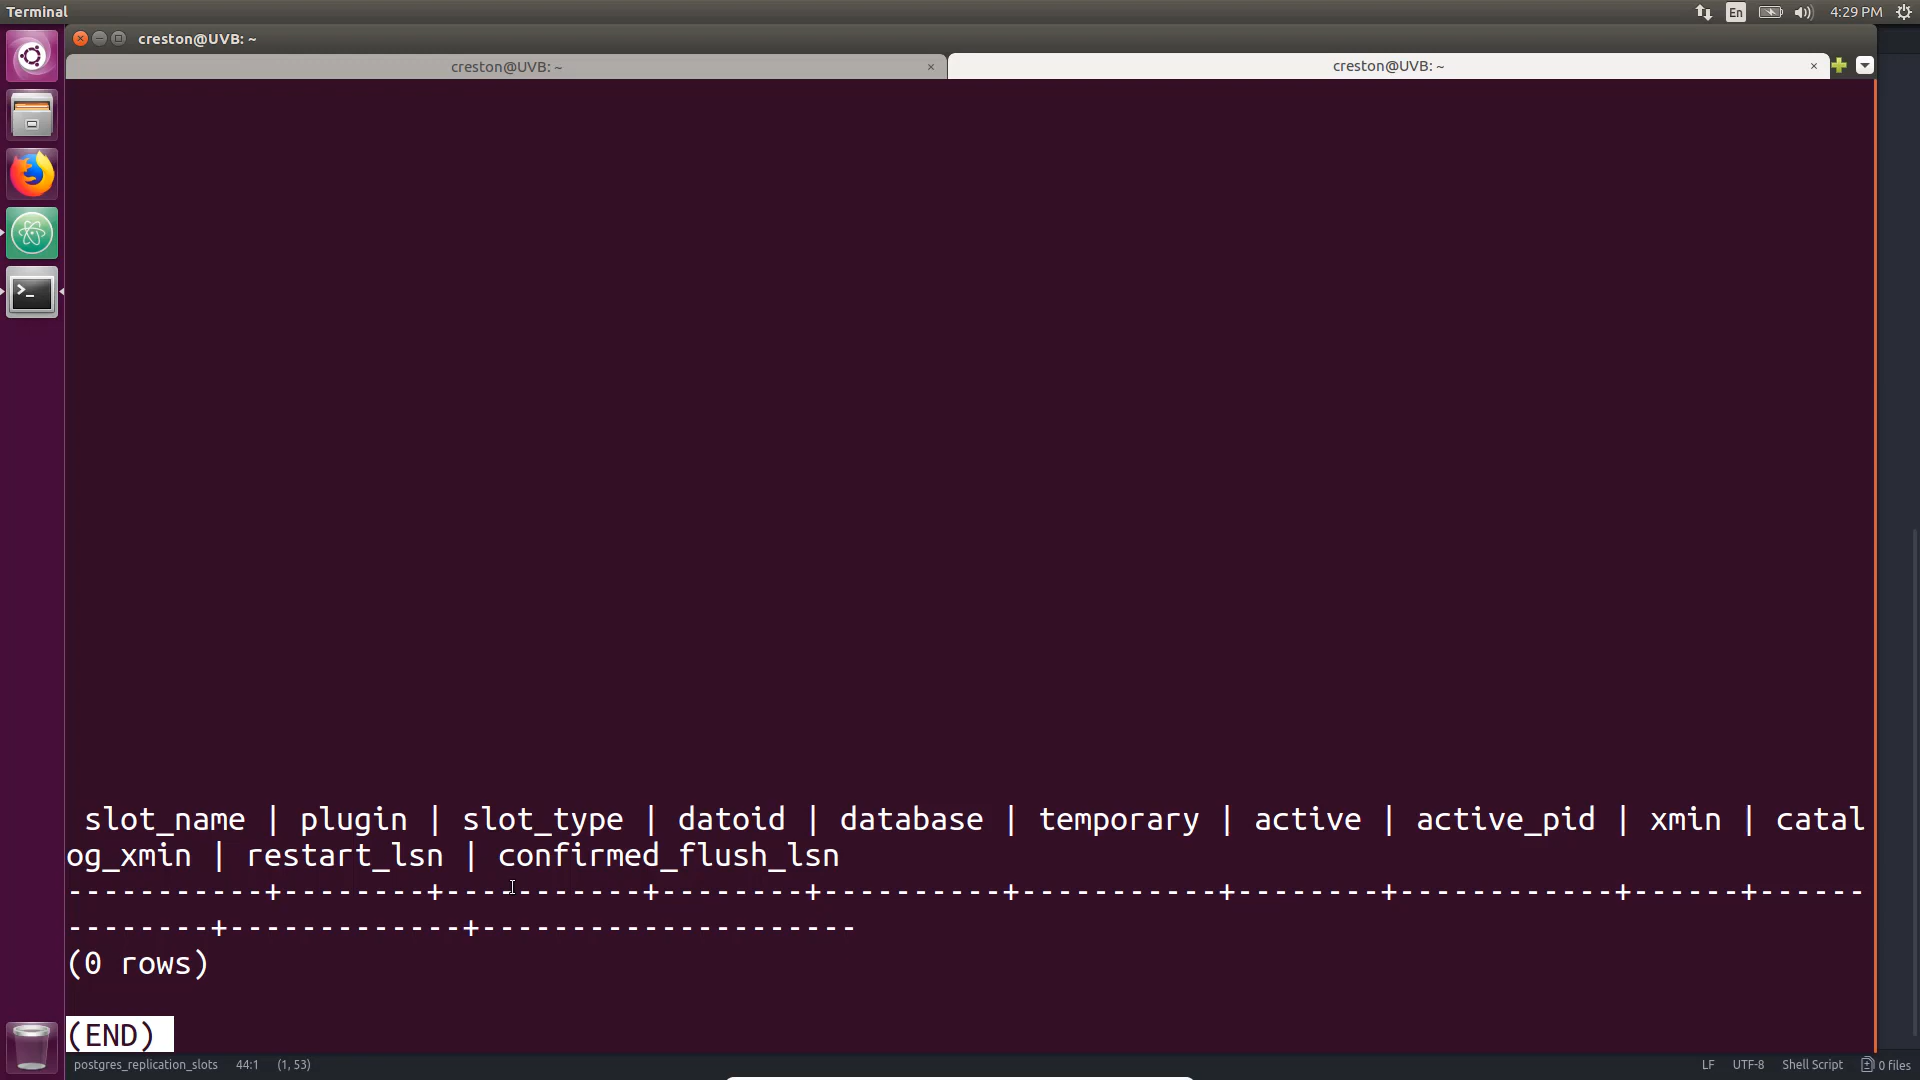 Terminal
En
4:29 PM
creston@UVB: ~
creston@UVB: ~ ×
creston@UVB: ~ ×
 slot_name | plugin | slot_type | datoid | database | temporary | active | active_pid | xmin | catal
og_xmin | restart_lsn | confirmed_flush_lsn
-----------+--------+-----------+--------+----------+-----------+--------+------------+------+------
--------+-------------+---------------------
(0 rows)
(END)
postgres_replication_slots 44:1 (1, 53)
LF UTF-8 Shell Script 0 files